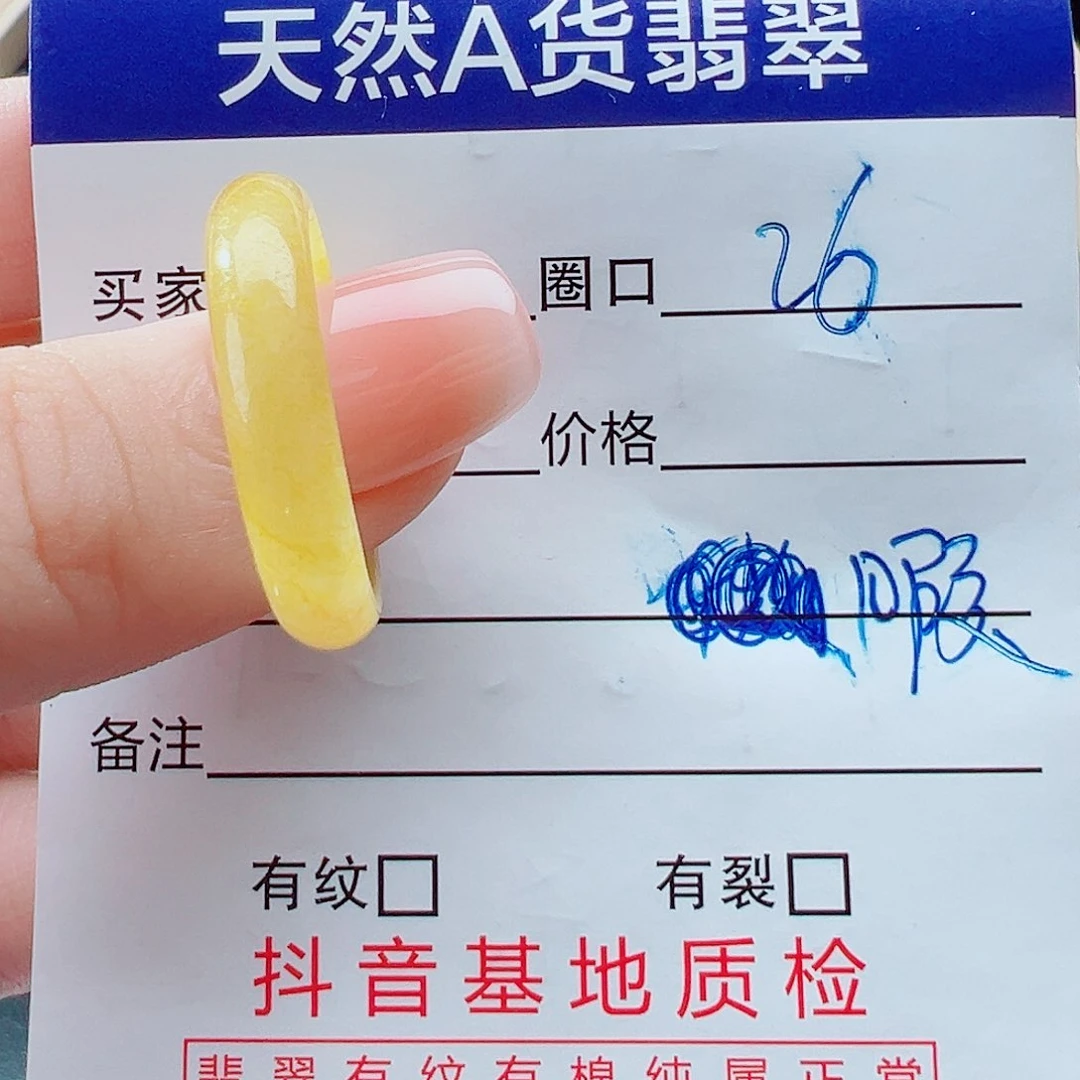 天然A货翡翠
买家 圈口 26
价格
备注
有纹 有裂
抖音基地质检
翡翠有纹有棉纯属正常